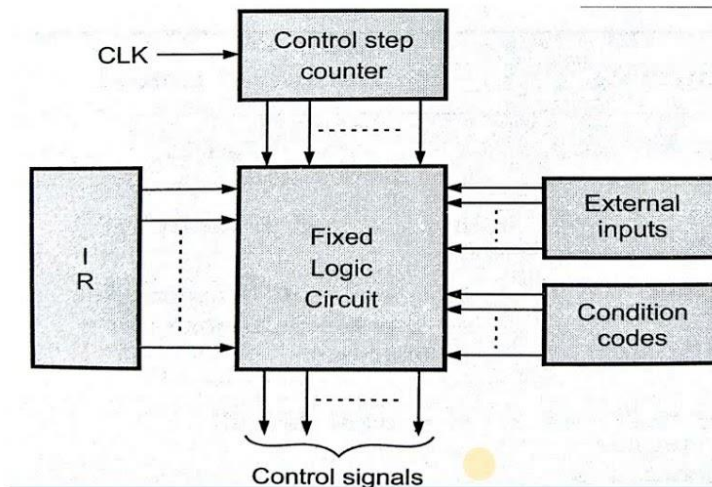 CLK
Control step
counter
I
R
Fixed
Logic
Circuit
External
inputs
Condition
codes
Control signals